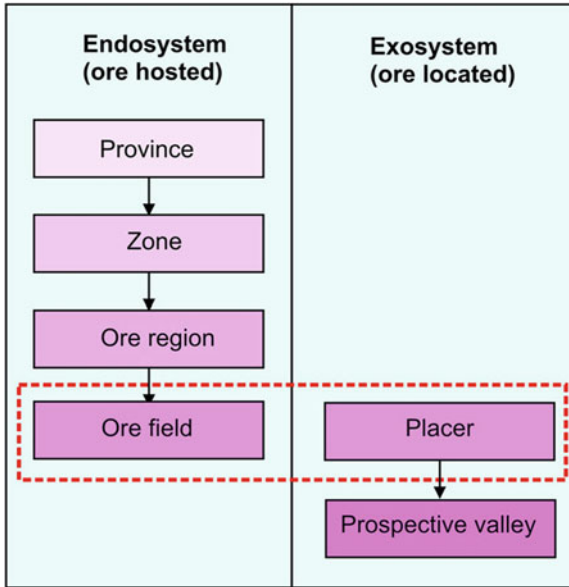 Endosystem
(ore hosted)
Province
Zone
Ore region
Ore field
Exosystem
(ore located)
Placer
Prospective valley